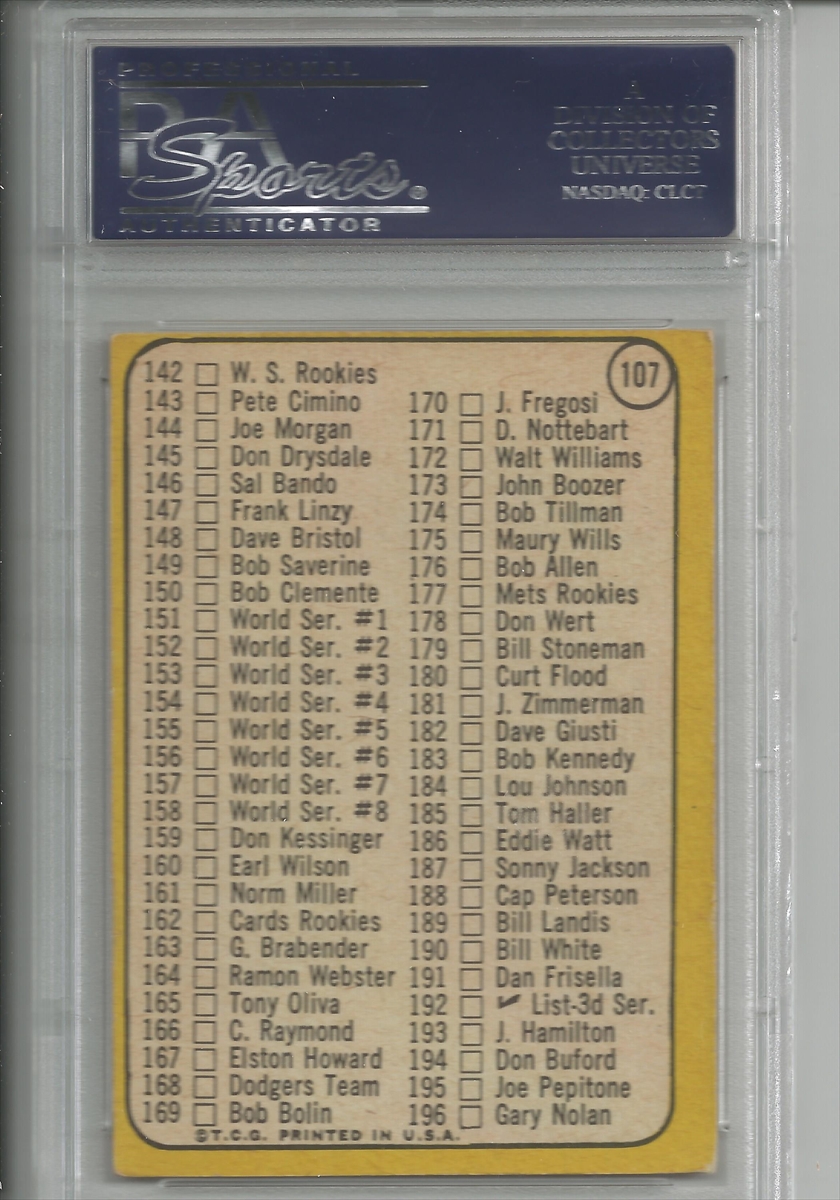 PROFESSIONAL
PSA
Sports®
AUTHENTICATOR
A
DIVISION OF
COLLECTORS
UNIVERSE
NASDAQ: CLCT
107
142 W. S. Rookies
143 Pete Cimino
144 Joe Morgan
145 Don Drysdale
146 Sal Bando
147 Frank Linzy
148 Dave Bristol
149 Bob Saverine
150 Bob Clemente
151 World Ser. #1
152 World Ser. #2
153 World Ser. #3
154 World Ser. #4
155 World Ser. #5
156 World Ser. #6
157 World Ser. #7
158 World Ser. #8
159 Don Kessinger
160 Earl Wilson
161 Norm Miller
162 Cards Rookies
163 G. Brabender
164 Ramon Webster
165 Tony Oliva
166 C. Raymond
167 Elston Howard
168 Dodgers Team
169 Bob Bolin
170 J. Fregosi
171 D. Nottebart
172 Walt Williams
173 John Boozer
174 Bob Tillman
175 Maury Wills
176 Bob Allen
177 Mets Rookies
178 Don Wert
179 Bill Stoneman
180 Curt Flood
181 J. Zimmerman
182 Dave Giusti
183 Bob Kennedy
184 Lou Johnson
185 Tom Haller
186 Eddie Watt
187 Sonny Jackson
188 Cap Peterson
189 Bill Landis
190 Bill White
191 Dan Frisella
192 ✓ List-3d Ser.
193 J. Hamilton
194 Don Buford
195 Joe Pepitone
196 Gary Nolan
©T.C.G. PRINTED IN U.S.A.